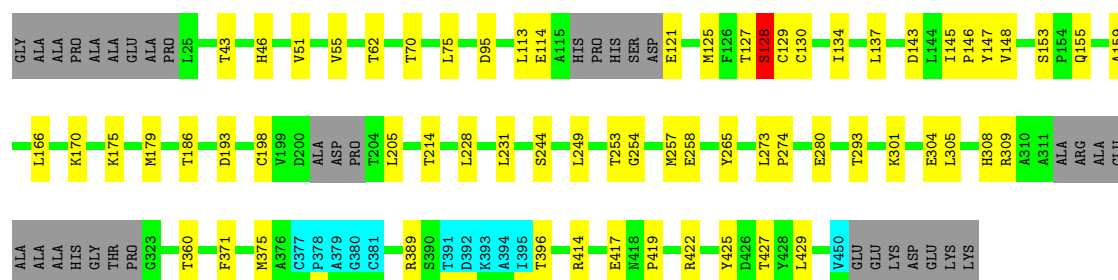 GLY ALA ALA PRO ALA ALA GLU ALA PRO L25 T43 H46 V51 V55 T62 T70 L75 D95 L113 E114 A115 HIS PRO HIS SER ASP E121 M125 F126 T127 S128 C129 C130 I134 L137 D143 L144 I145 P146 Y147 V148 S153 P154 Q155 A159
L166 K170 K175 M179 T186 D193 C198 V199 D200 ALA ASP PRO T204 L205 T214 L228 L231 S244 L249 T253 G254 M257 E258 Y265 L273 P274 E280 T293 K301 E304 L305 H308 R309 A310 A311 ALA ARG ALA GLU
ALA ALA ALA HIS GLY THR PRO G323 T360 F371 M375 A376 C377 P378 A379 G380 C381 R389 S390 T391 D392 K393 A394 I395 T396 R414 E417 N418 P419 R422 Y425 D426 T427 Y428 L429 V450 GLU GLU LYS ASP GLU LYS LYS